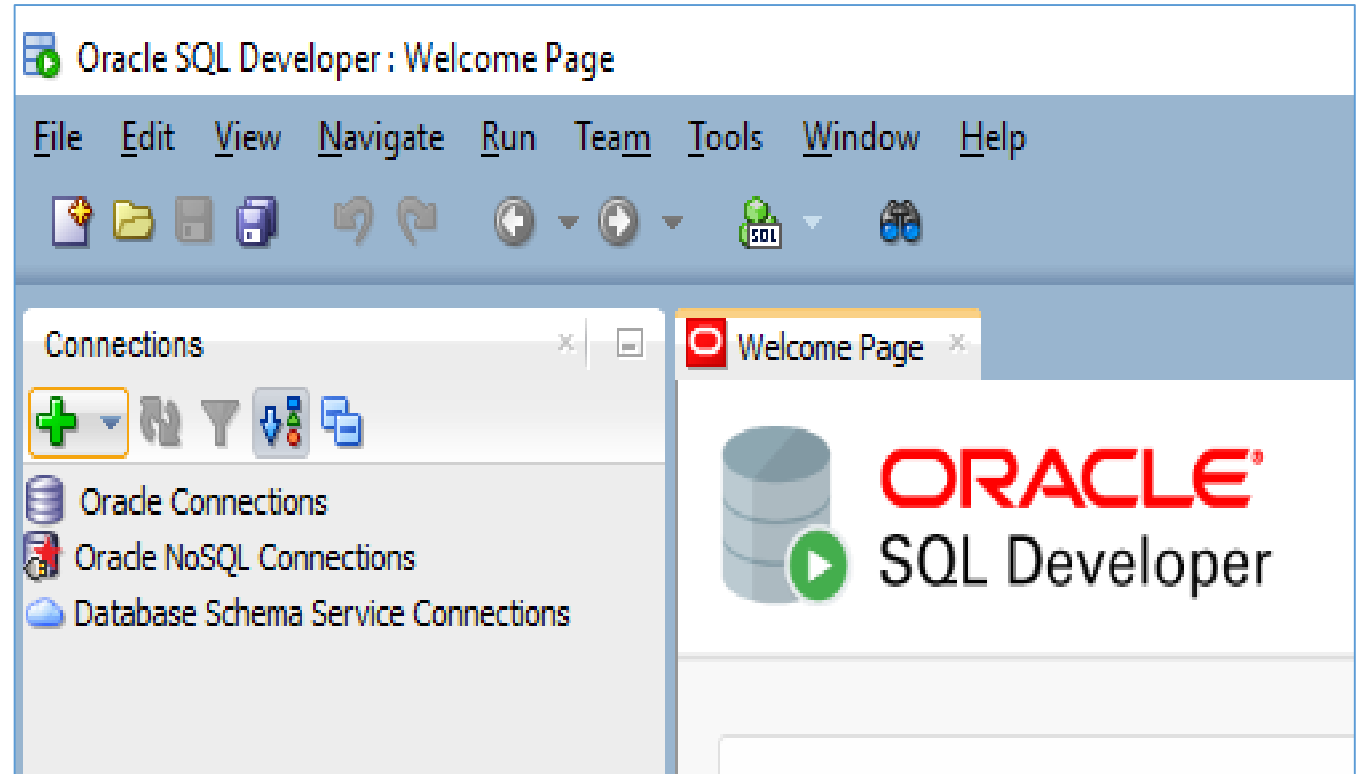 Oracle SQL Developer : Welcome Page
File Edit View Navigate Run Team Tools Window Help
SQL
Connections
Welcome Page
ORACLE®
SQL Developer
Oracle Connections
Oracle NoSQL Connections
Database Schema Service Connections